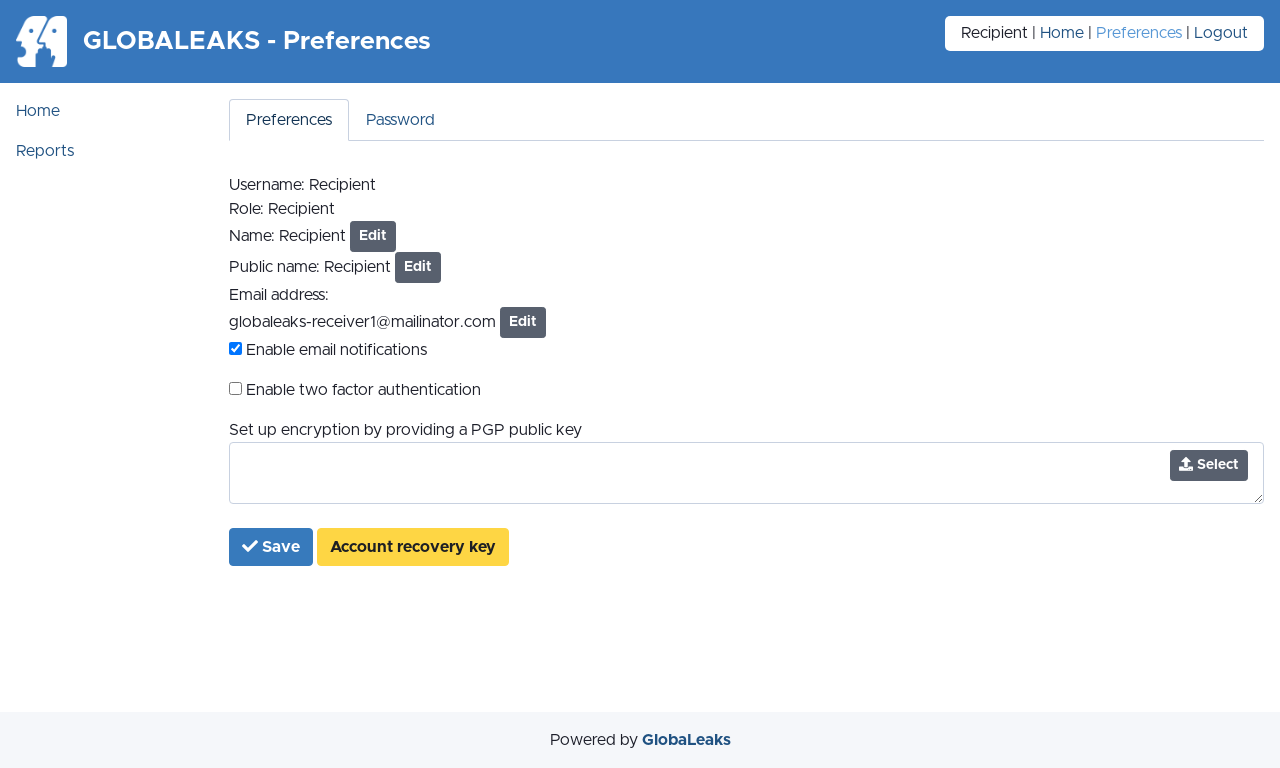 GLOBALEAKS - Preferences
Recipient | Home | Preferences | Logout
Home
Reports
Preferences
Password
Username: Recipient
Role: Recipient
Name: Recipient Edit
Public name: Recipient Edit
Email address:
globaleaks-receiver1@mailinator.com Edit
Enable email notifications
Enable two factor authentication
Set up encryption by providing a PGP public key
Select
Save
Account recovery key
Powered by GlobaLeaks